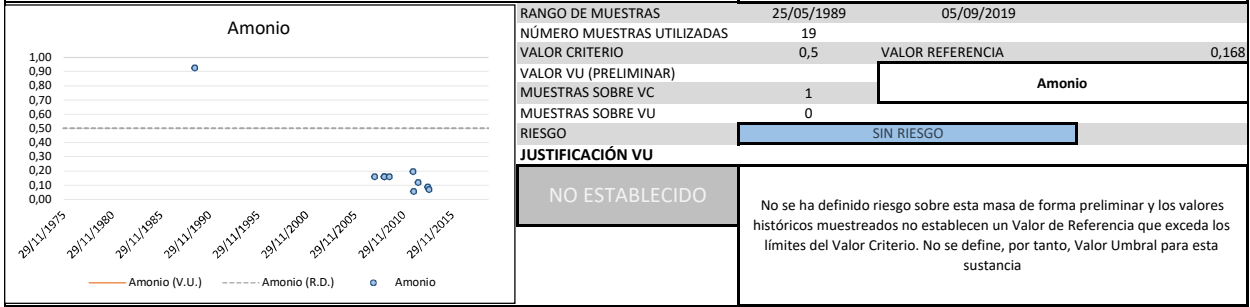 Amonio
1,00
0,90
0,80
0,70
0,60
0,50
0,40
0,30
0,20
0,10
0,00
29/11/1975
29/11/1980
29/11/1985
29/11/1990
29/11/1995
29/11/2000
29/11/2005
29/11/2010
29/11/2015
Amonio (V.U.) Amonio (R.D.) Amonio
RANGO DE MUESTRAS 25/05/1989 05/09/2019
NÚMERO MUESTRAS UTILIZADAS 19
VALOR CRITERIO 0,5 VALOR REFERENCIA 0,168
VALOR VU (PRELIMINAR)
Amonio
MUESTRAS SOBRE VC 1
MUESTRAS SOBRE VU 0
RIESGO SIN RIESGO
JUSTIFICACIÓN VU
NO ESTABLECIDO
No se ha definido riesgo sobre esta masa de forma preliminar y los valores
históricos muestreados no establecen un Valor de Referencia que exceda los
límites del Valor Criterio. No se define, por tanto, Valor Umbral para esta
sustancia